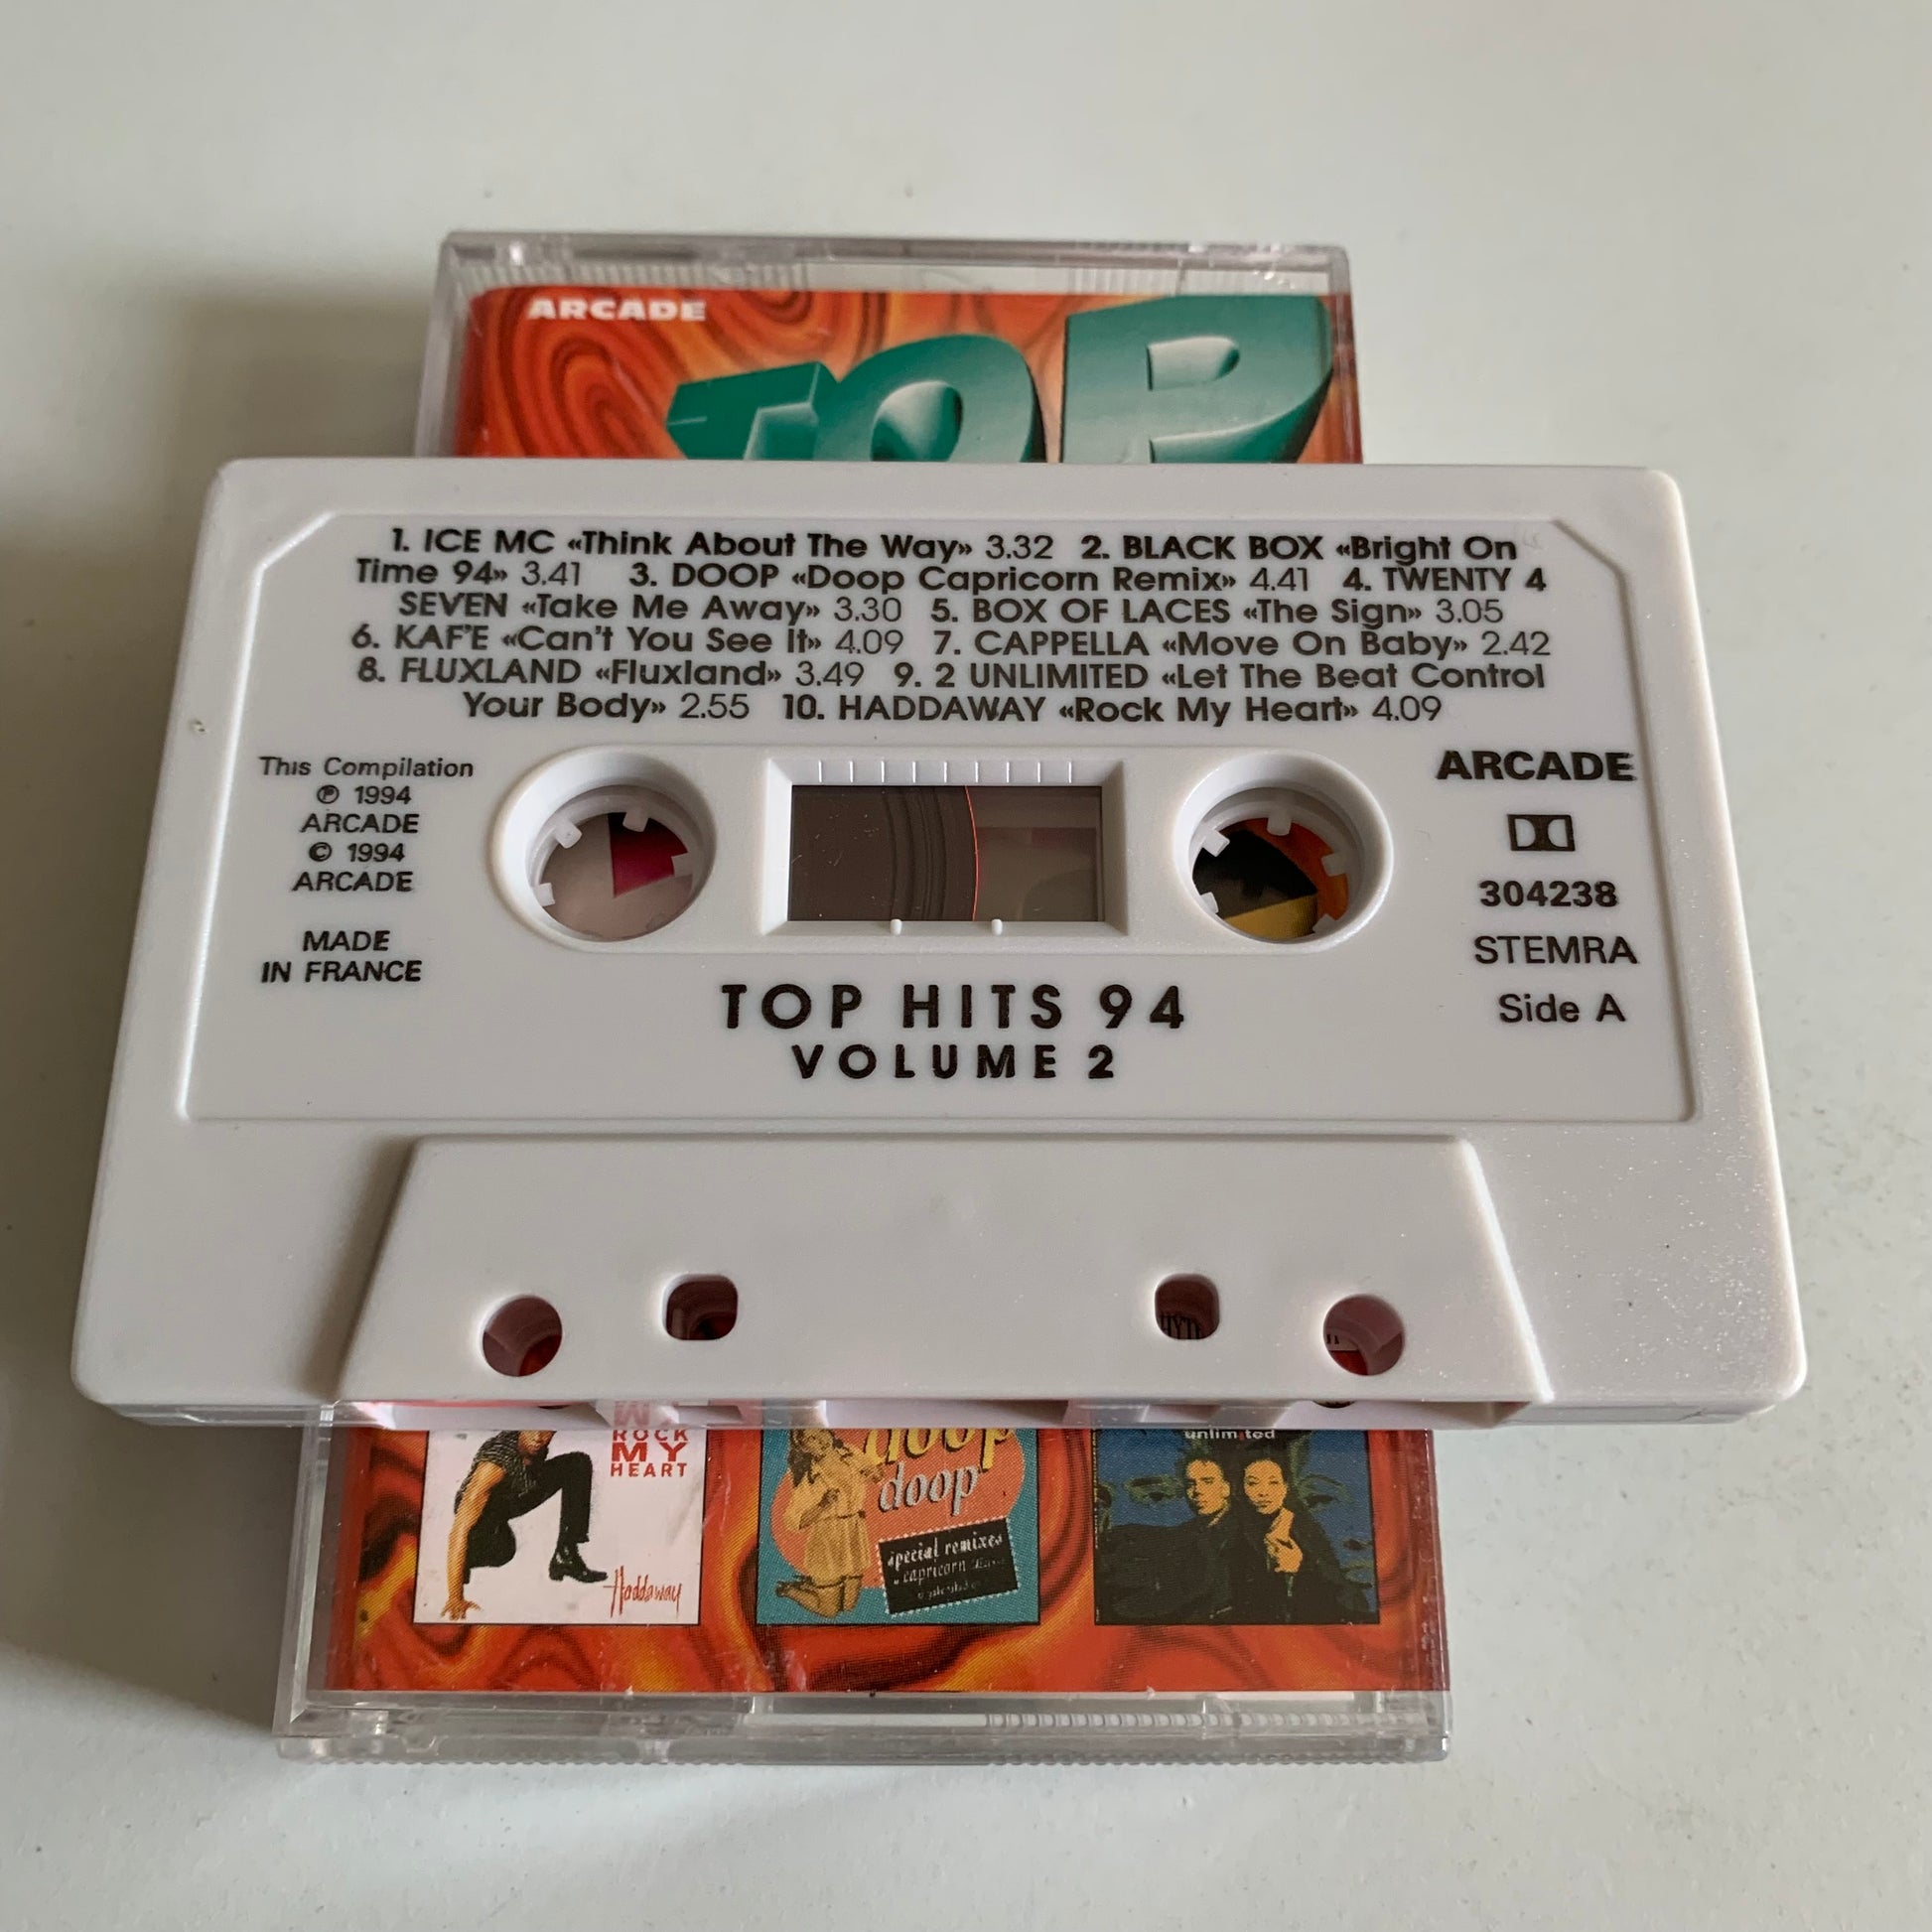 ARCADE
TOP
1. ICE MC «Think About The Way» 3.32 2. BLACK BOX «Bright On
Time 94» 3.41 3. DOOP «Doop Capricorn Remix» 4.41 4. TWENTY 4
SEVEN «Take Me Away» 3.30 5. BOX OF LACES «The Sign» 3.05
6. KAF'E «Can't You See It» 4.09 7. CAPPELLA «Move On Baby» 2.42
8. FLUXLAND «Fluxland» 3.49 9. 2 UNLIMITED «Let The Beat Control
Your Body» 2.55 10. HADDAWAY «Rock My Heart» 4.09
This Compilation
℗ 1994
ARCADE
© 1994
ARCADE
MADE
IN FRANCE
ARCADE
304238
STEMRA
Side A
TOP HITS 94
VOLUME 2
ROCK
MY
HEART
Haddaway
doop
doop
special remixes
capricorn
unlimited